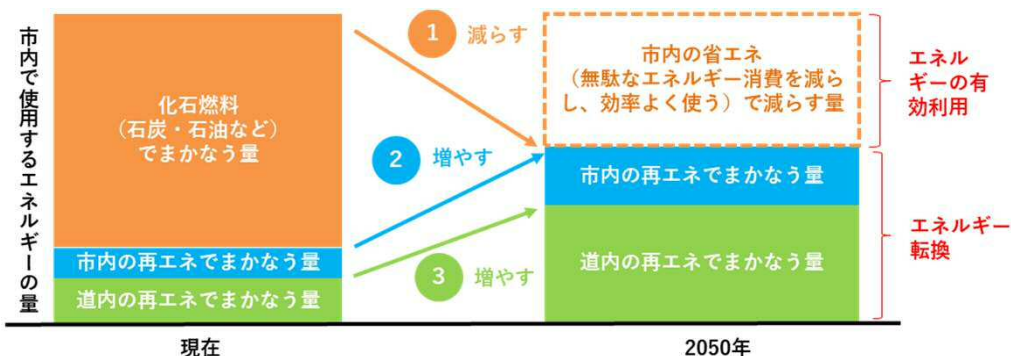 市内で使用するエネルギーの量
化石燃料
（石炭・石油など）
でまかなう量
市内の再エネでまかなう量
道内の再エネでまかなう量
現在
1 減らす
2 増やす
3 増やす
市内の省エネ
（無駄なエネルギー消費を減ら
し、効率よく使う）で減らす量
市内の再エネでまかなう量
道内の再エネでまかなう量
2050年
エネル
ギーの有
効利用
エネルギー
転換